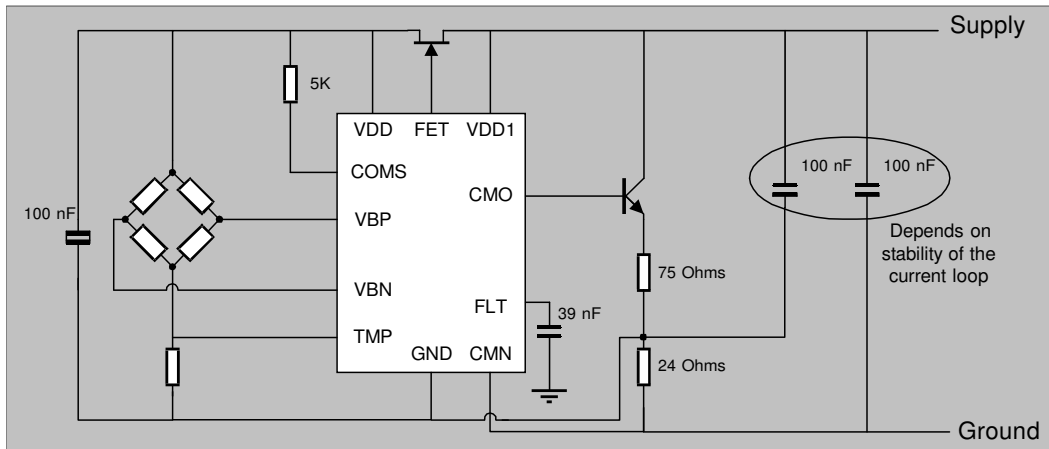 Supply
5K
VDD
FET
VDD1
COMS
CMO
100 nF
100 nF
100 nF
VBP
Depends on
stability of the
current loop
75 Ohms
VBN
FLT
39 nF
TMP
GND
CMN
24 Ohms
Ground